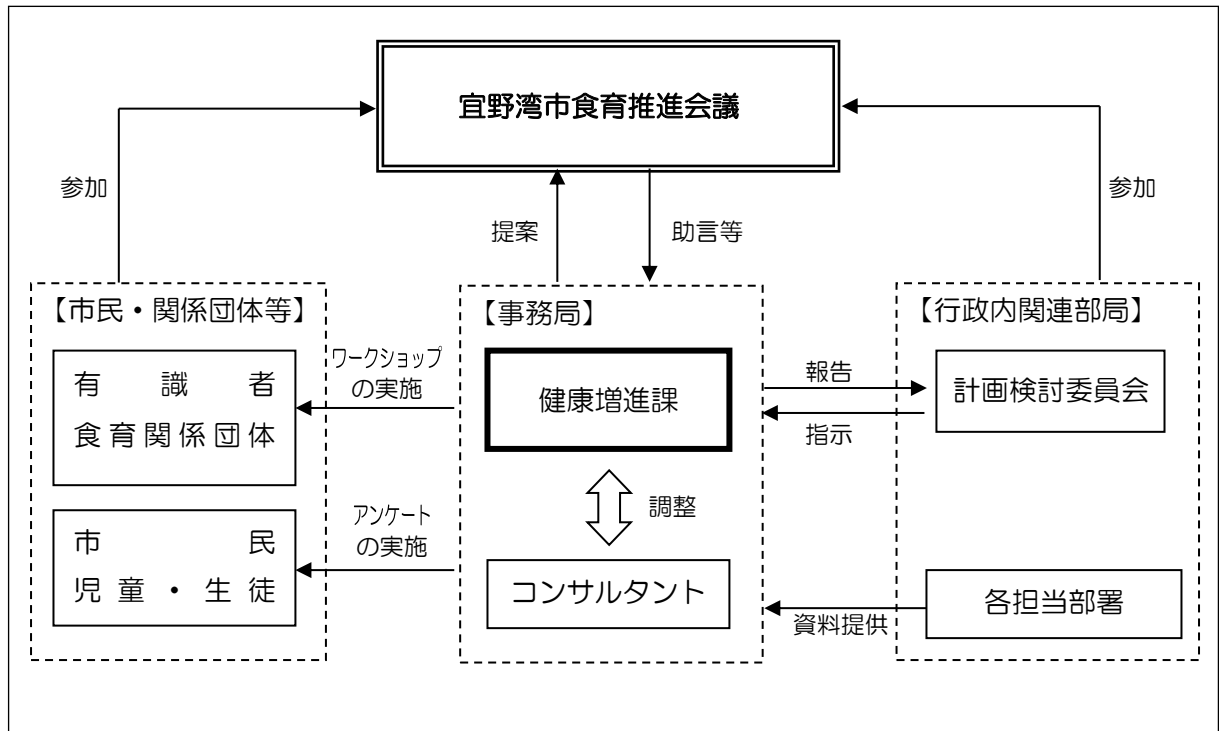 宜野湾市食育推進会議
参加
提案
助言等
参加
【市民・関係団体等】
有識者
食育関係団体
市民
児童・生徒
ワークショップ
の実施
アンケート
の実施
【事務局】
健康増進課
調整
コンサルタント
報告
指示
資料提供
【行政内関連部局】
計画検討委員会
各担当部署